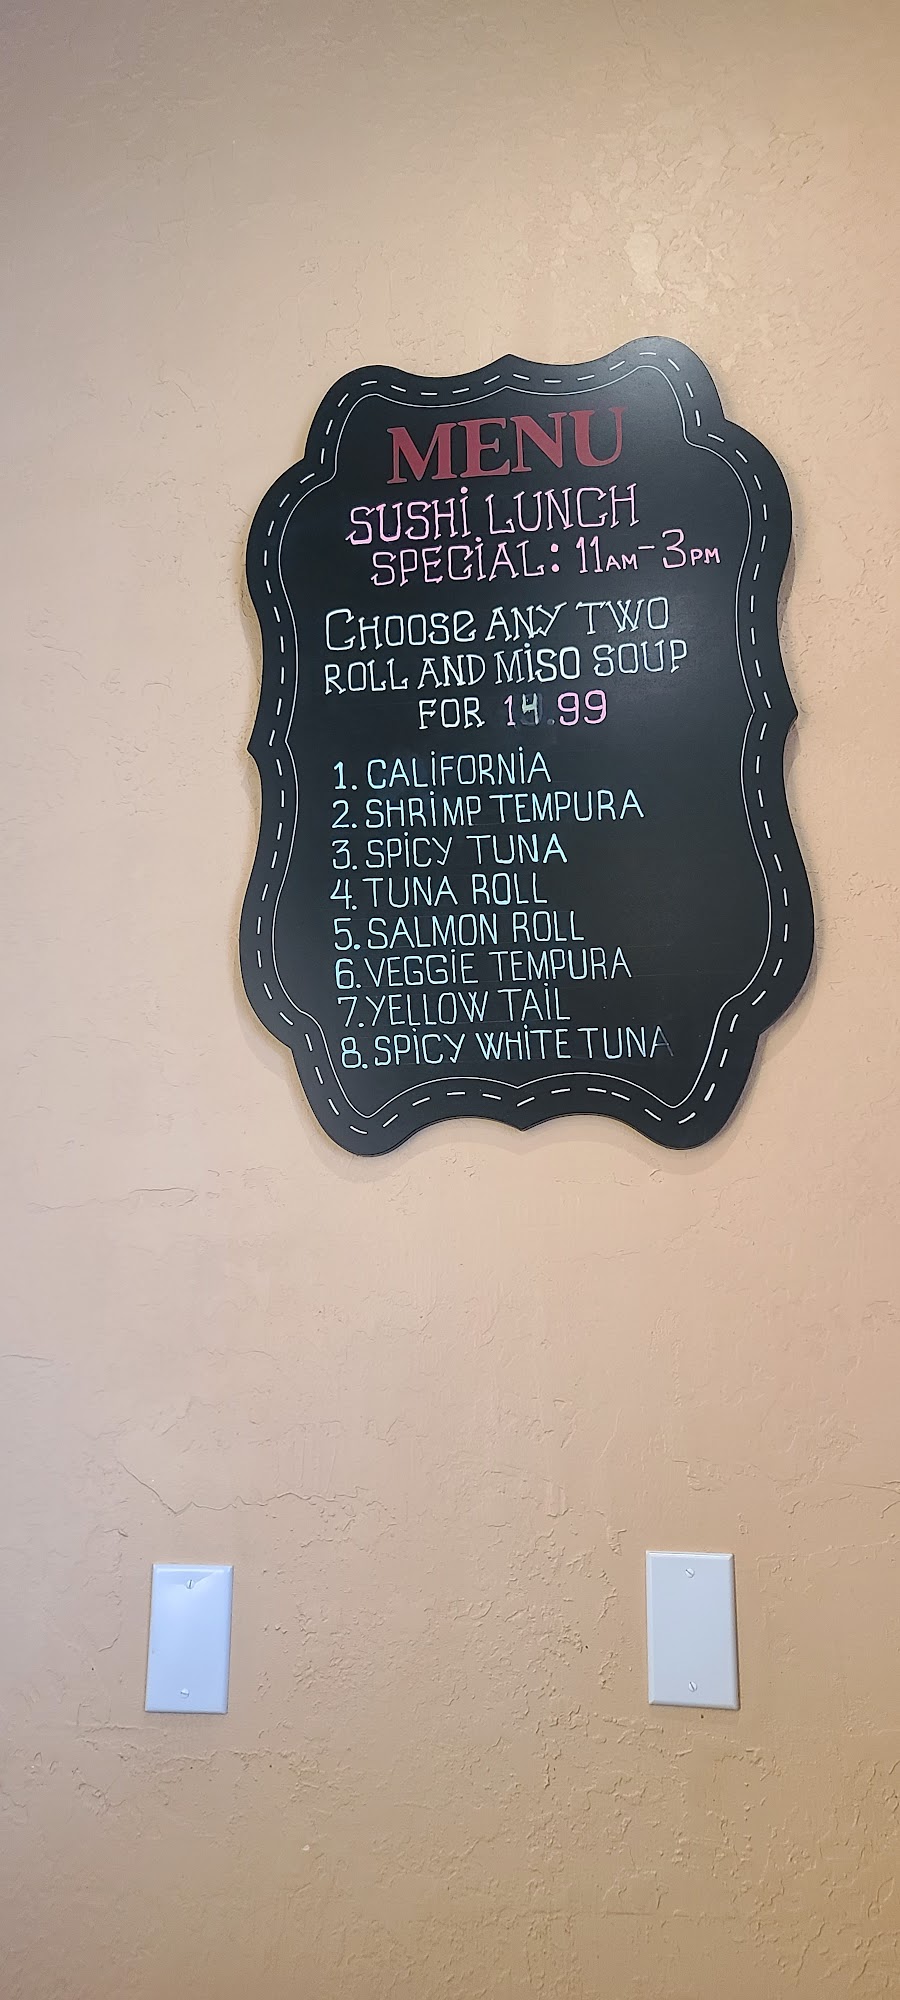 MENU
SUSHI LUNCH
SPECIAL: 11AM-3PM
CHOOSE ANY TWO
ROLL AND MISO SOUP
FOR 14.99
1. CALIFORNIA
2. SHRIMP TEMPURA
3. SPICY TUNA
4. TUNA ROLL
5. SALMON ROLL
6. VEGGIE TEMPURA
7. YELLOW TAIL
8. SPICY WHITE TUNA